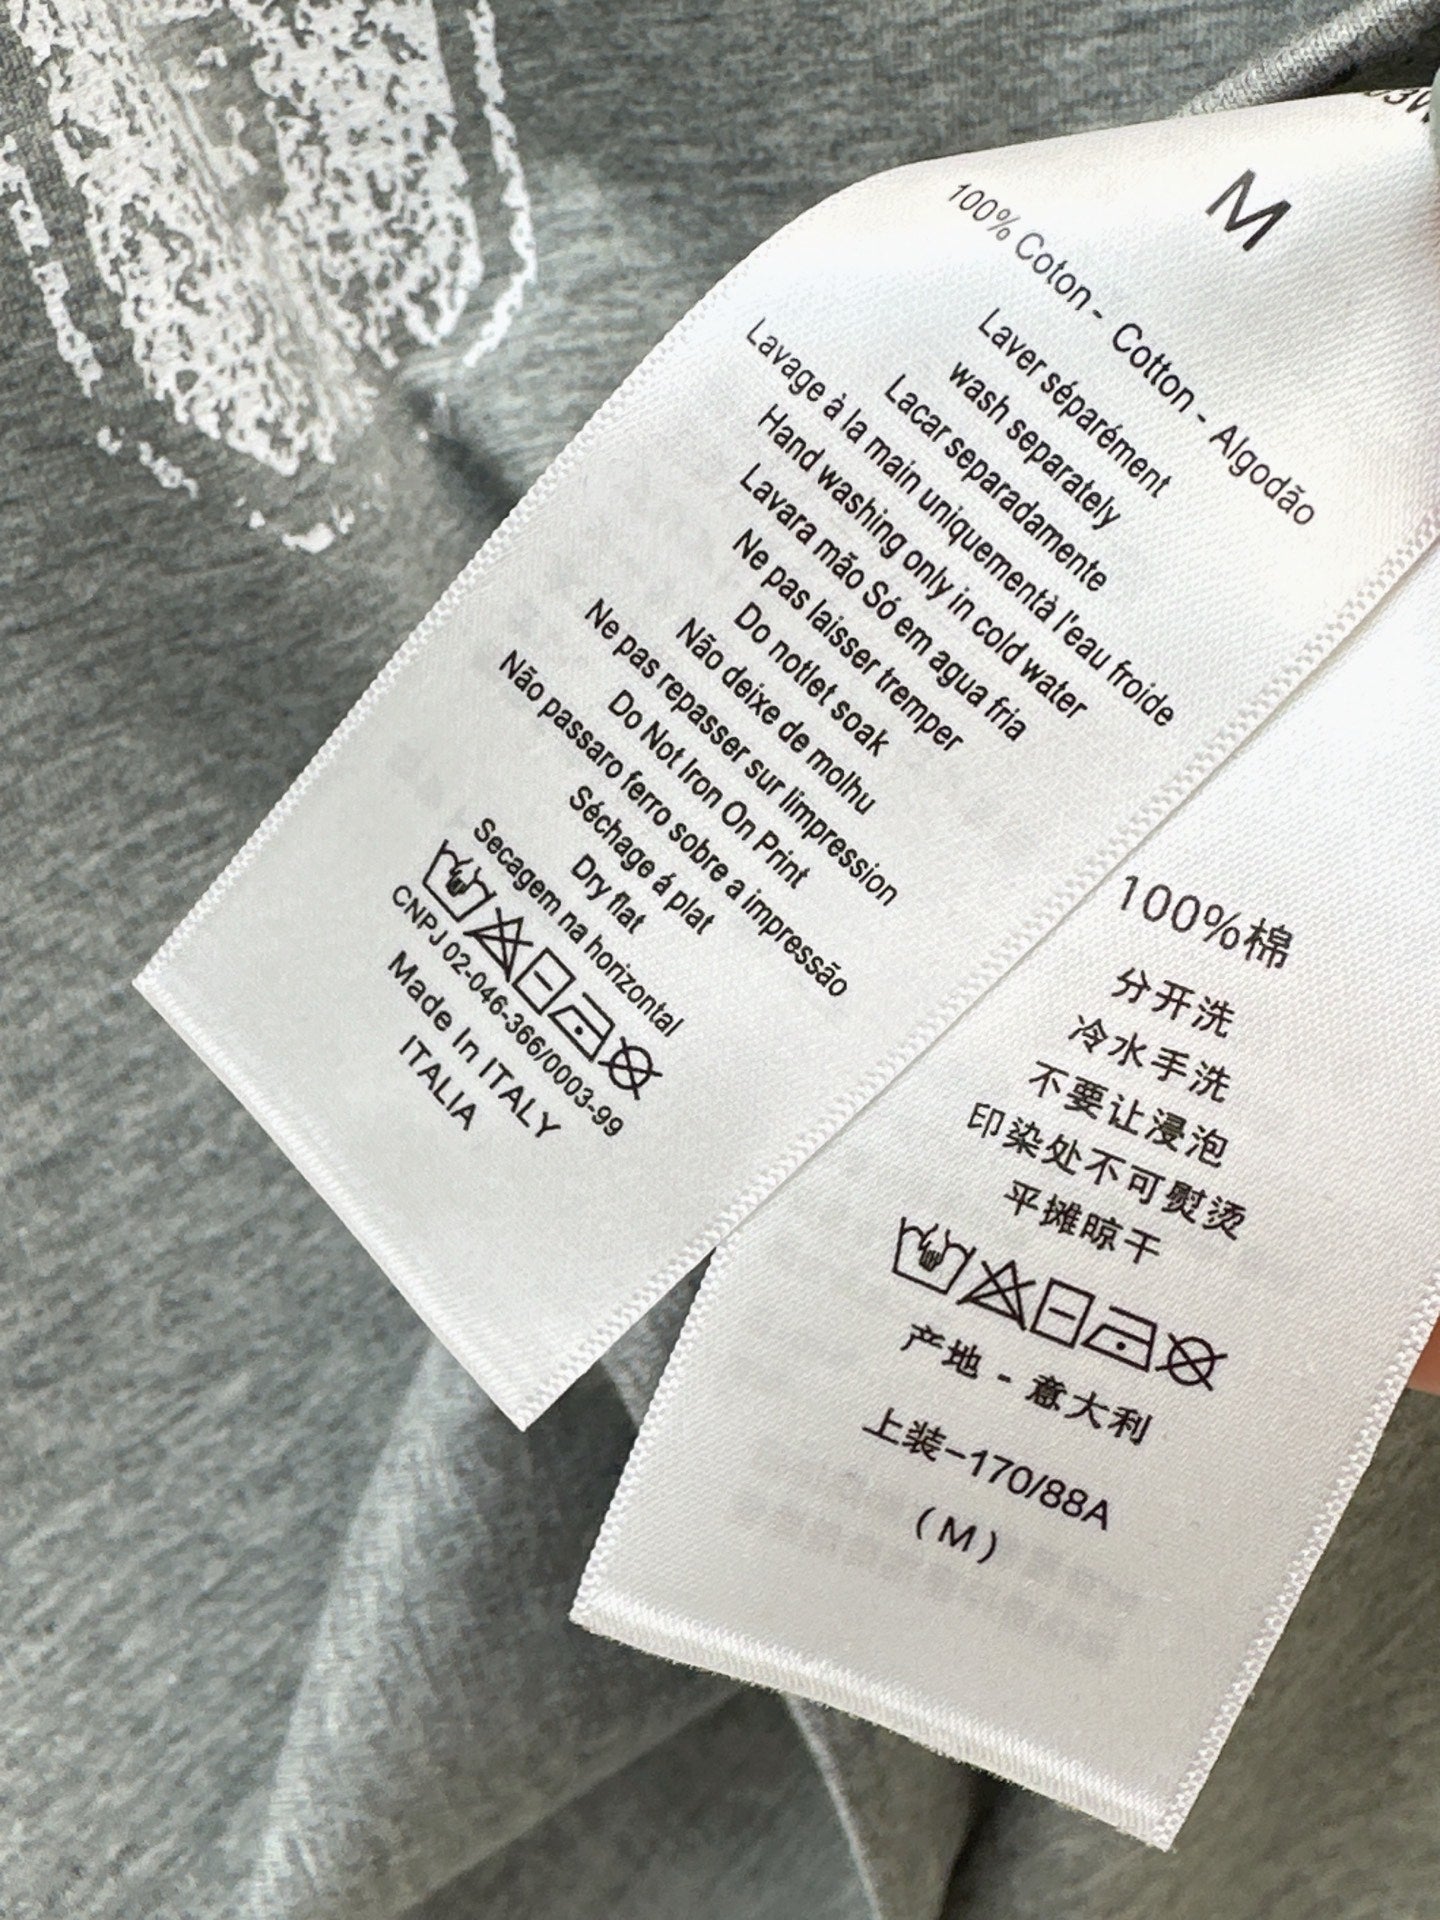 M
100% Coton - Cotton - Algodão
Laver séparément
wash separately
Lacar separadamente
Lavage à la main uniquementà l'eau froide
Hand washing only in cold water
Lavara mão Só em agua fria
Ne pas laisser tremper
Do notlet soak
Não deixe de molhu
Ne pas repasser sur limpression
Do Not Iron On Print
Não passaro ferro sobre a impressão
Séchage á plat
Dry flat
Secagem na horizontal
CNPJ 02-046-366/0003-99
Made In ITALY
ITALIA
100%棉
分开洗
冷水手洗
不要让浸泡
印染处不可熨烫
平摊晾干
产地 - 意大利
上装-170/88A
(M)